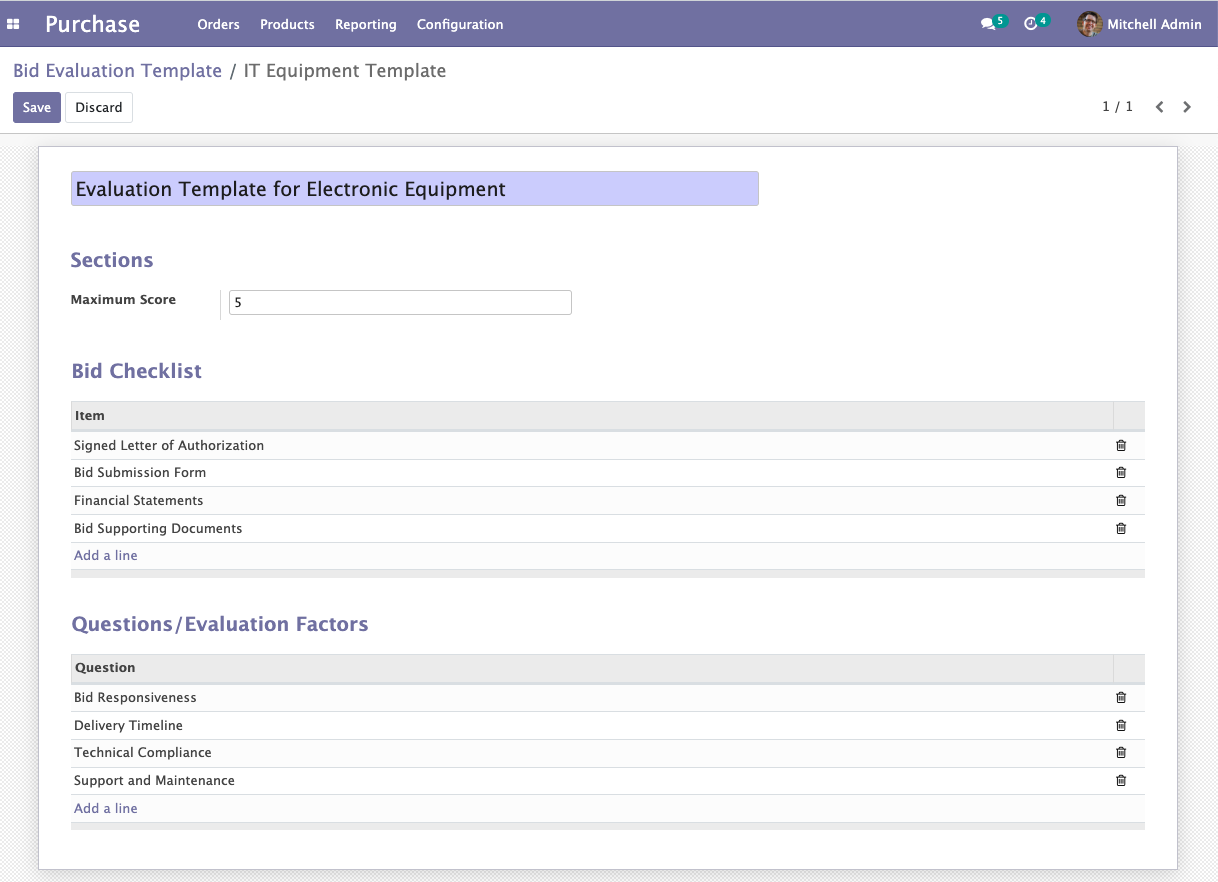 Purchase Orders Products Reporting Configuration 5 4 Mitchell Admin
Bid Evaluation Template / IT Equipment Template
Save Discard 1 / 1
Evaluation Template for Electronic Equipment
Sections
Maximum Score 5
Bid Checklist
Item
Signed Letter of Authorization
Bid Submission Form
Financial Statements
Bid Supporting Documents
Add a line
Questions/Evaluation Factors
Question
Bid Responsiveness
Delivery Timeline
Technical Compliance
Support and Maintenance
Add a line